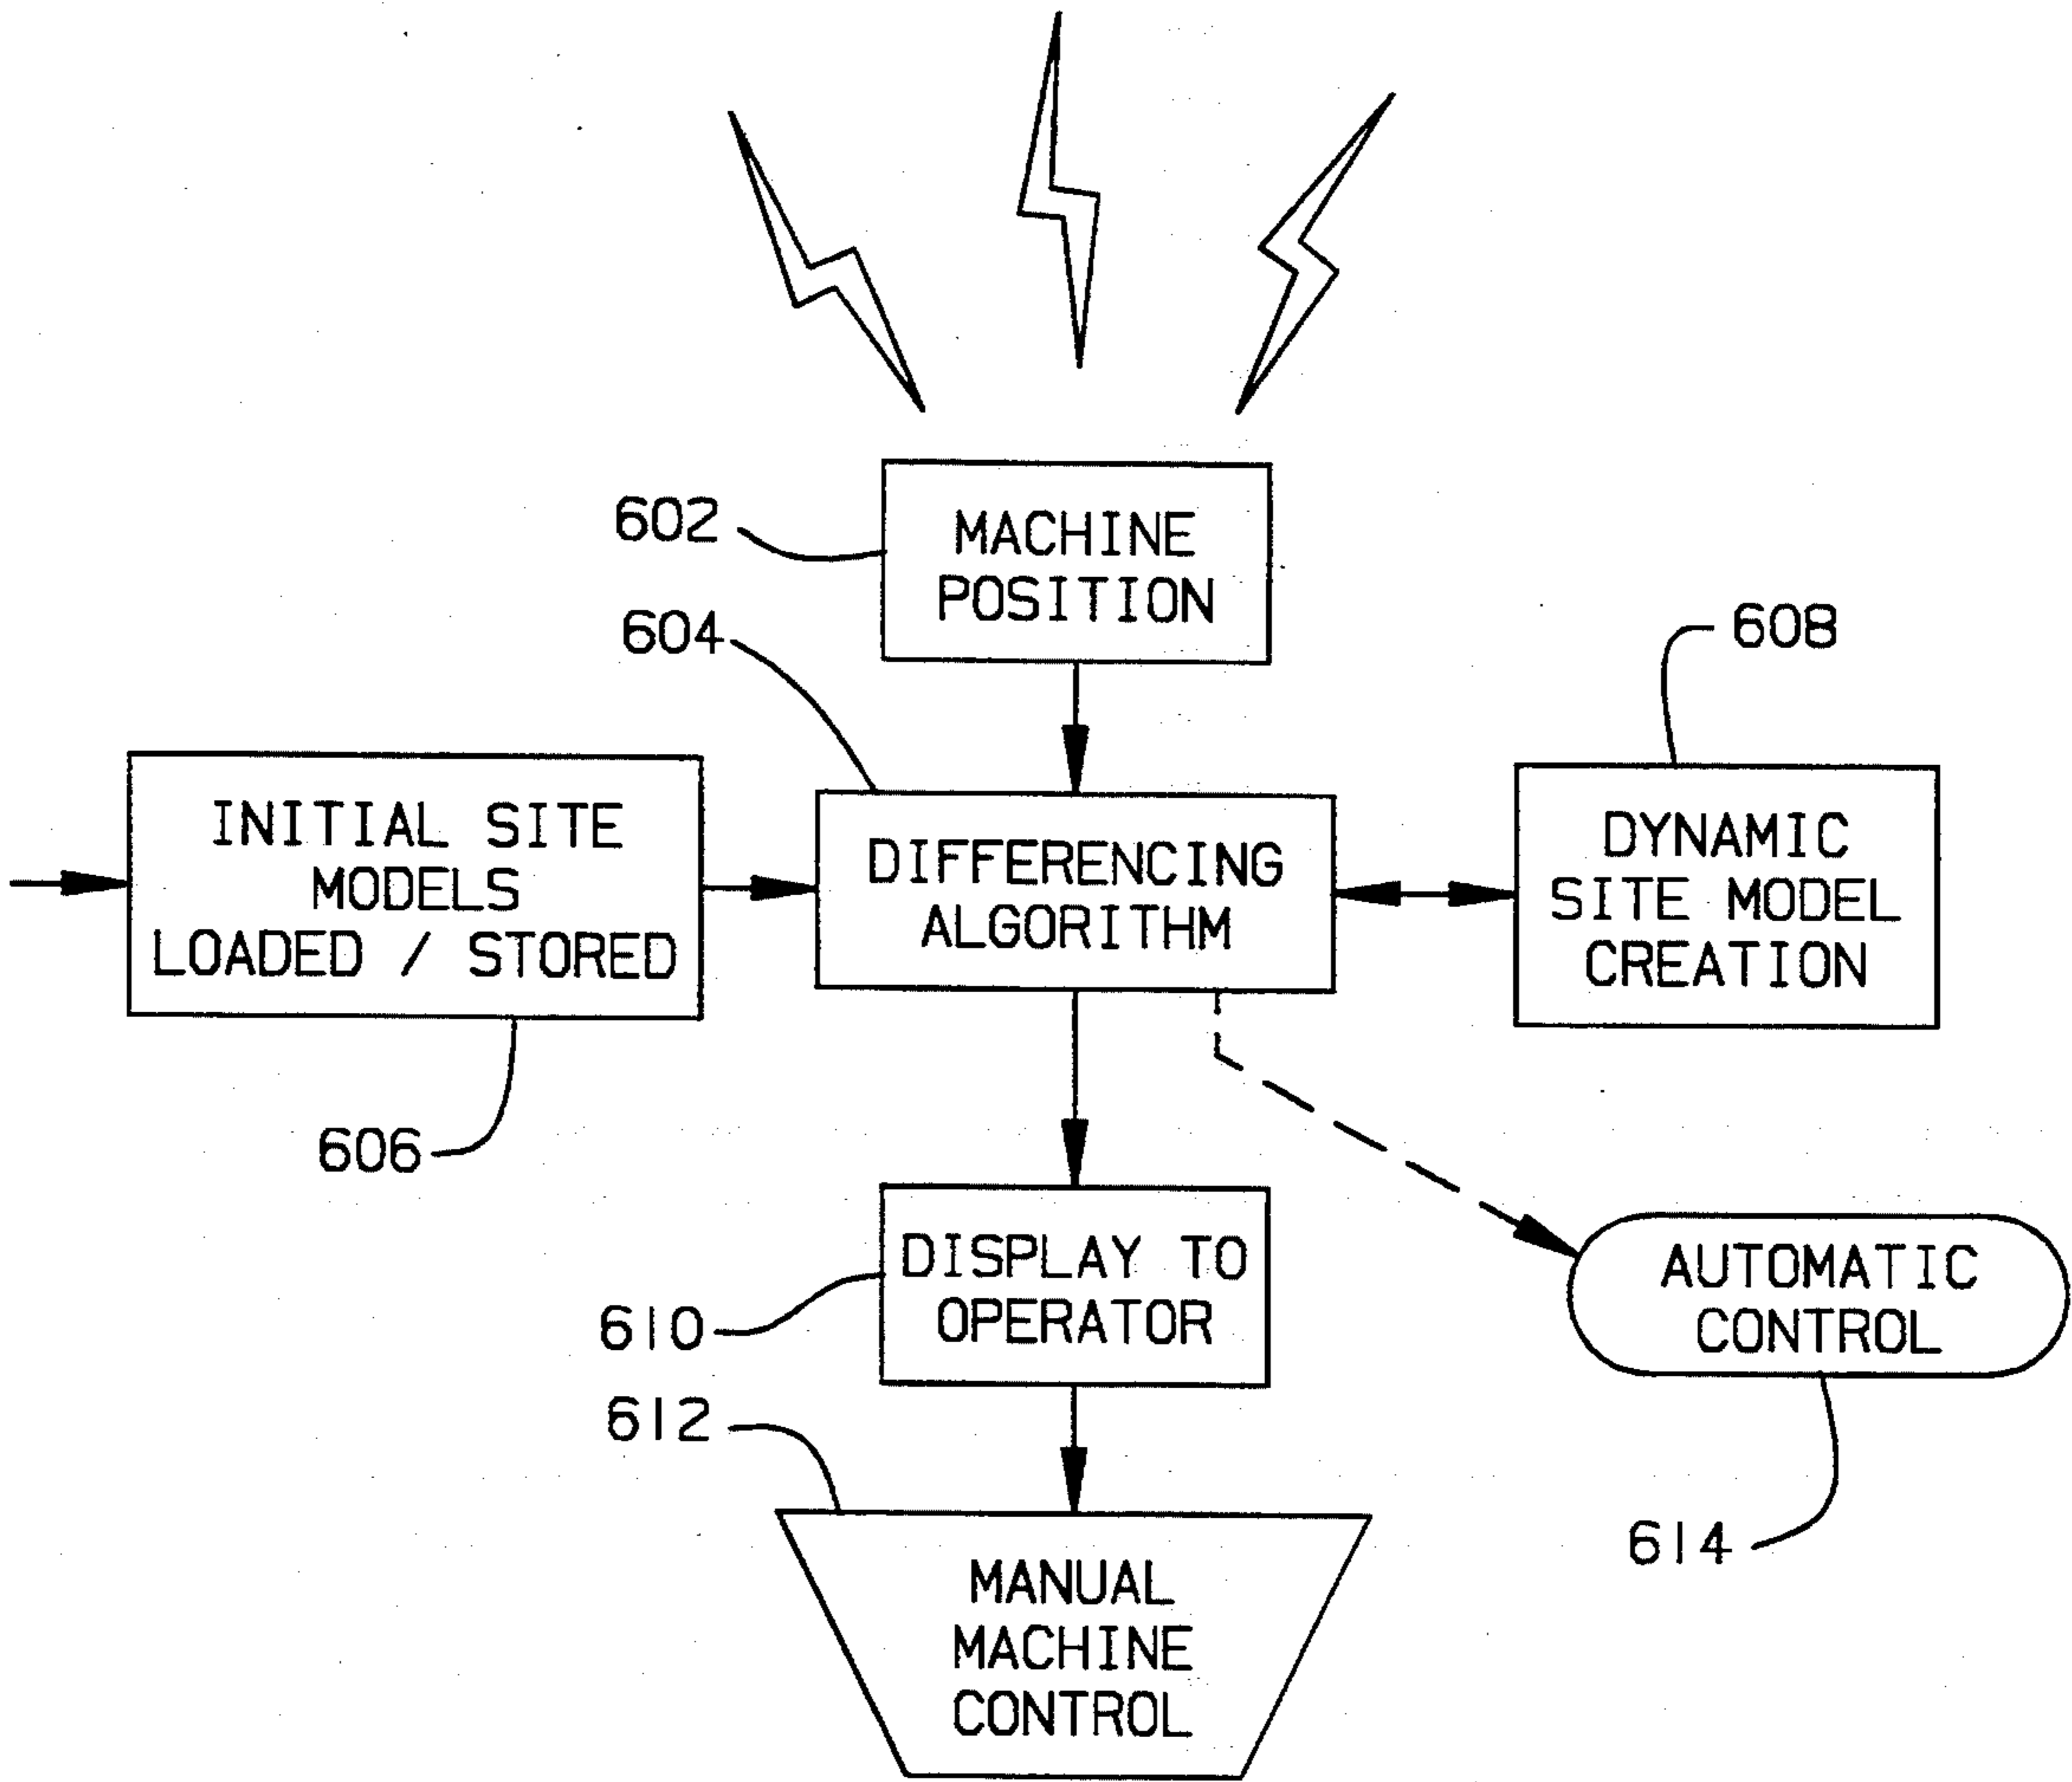 602
MACHINE
POSITION
604
608
INITIAL SITE
MODELS
LOADED / STORED
DIFFERENCING
ALGORITHM
DYNAMIC
SITE MODEL
CREATION
606
610
DISPLAY TO
OPERATOR
AUTOMATIC
CONTROL
612
614
MANUAL
MACHINE
CONTROL